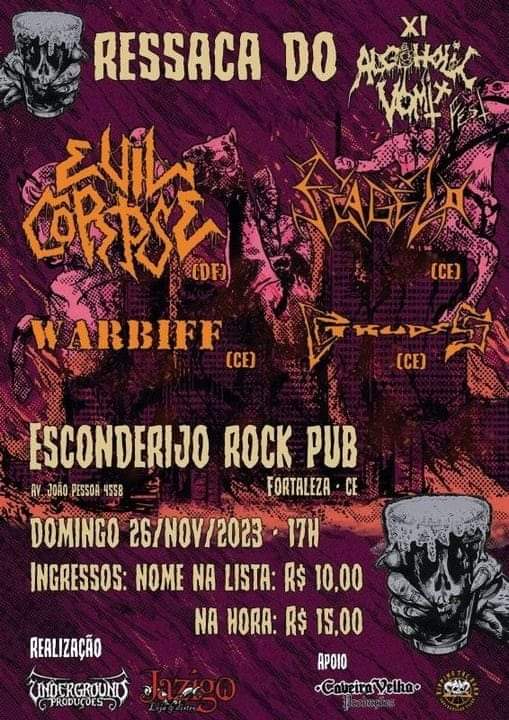 RESSACA DO
XI
ALCOHOLIC
VOMIT
FEST
EVIL
CORPSE
(DF)
FLAGELO
(CE)
WARBIFF
(CE)
GRUDIS
(CE)
ESCONDERIJO ROCK PUB
AV. JOÃO PESSOA 4558
FORTALEZA · CE
DOMINGO 26/NOV/2023 · 17H
INGRESSOS: NOME NA LISTA: R$ 10,00
NA HORA: R$ 15,00
REALIZAÇÃO
UNDERGROUND
PRODUÇÕES
Jazigo
APOIO
·Caveira Velha·
Produções